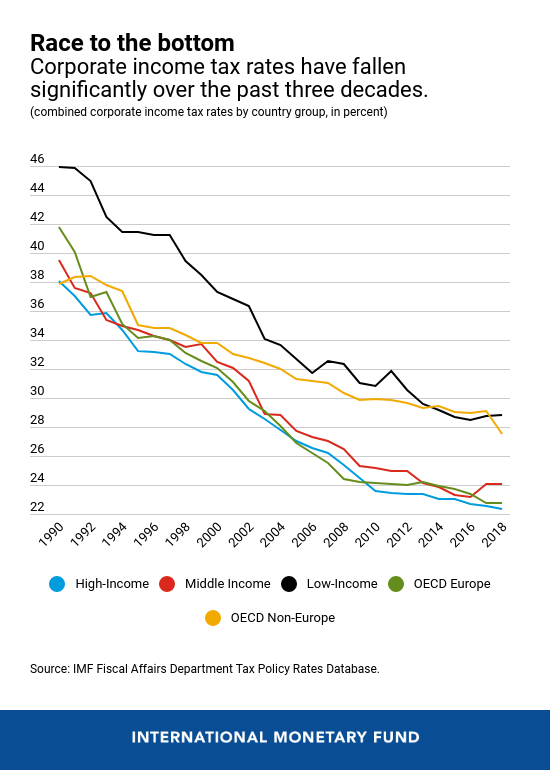 Race to the bottom
Corporate income tax rates have fallen
significantly over the past three decades.
(combined corporate income tax rates by country group, in percent)
46
44
42
40
38
36
34
32
30
28
26
24
22
1990 1992 1994 1996 1998 2000 2002 2004 2006 2008 2010 2012 2014 2016 2018
High-Income Middle Income Low-Income OECD Europe
OECD Non-Europe
Source: IMF Fiscal Affairs Department Tax Policy Rates Database.
INTERNATIONAL MONETARY FUND